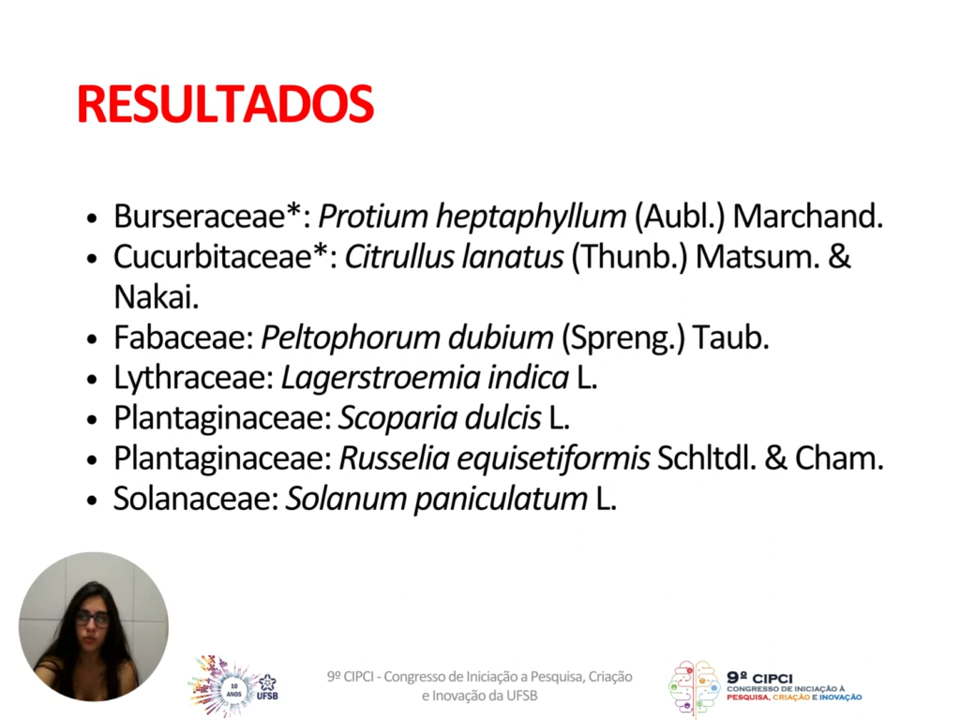 RESULTADOS
• Burseraceae*: Protium heptaphyllum (Aubl.) Marchand.
• Cucurbitaceae*: Citrullus lanatus (Thunb.) Matsum. &
Nakai.
• Fabaceae: Peltophorum dubium (Spreng.) Taub.
• Lythraceae: Lagerstroemia indica L.
• Plantaginaceae: Scoparia dulcis L.
• Plantaginaceae: Russelia equisetiformis Schltdl. & Cham.
• Solanaceae: Solanum paniculatum L.
10
ANOS
UFSB
9º CIPCI - Congresso de Iniciação a Pesquisa, Criação
e Inovação da UFSB
9º CIPCI
CONGRESSO DE INICIAÇÃO À
PESQUISA, CRIAÇÃO E INOVAÇÃO